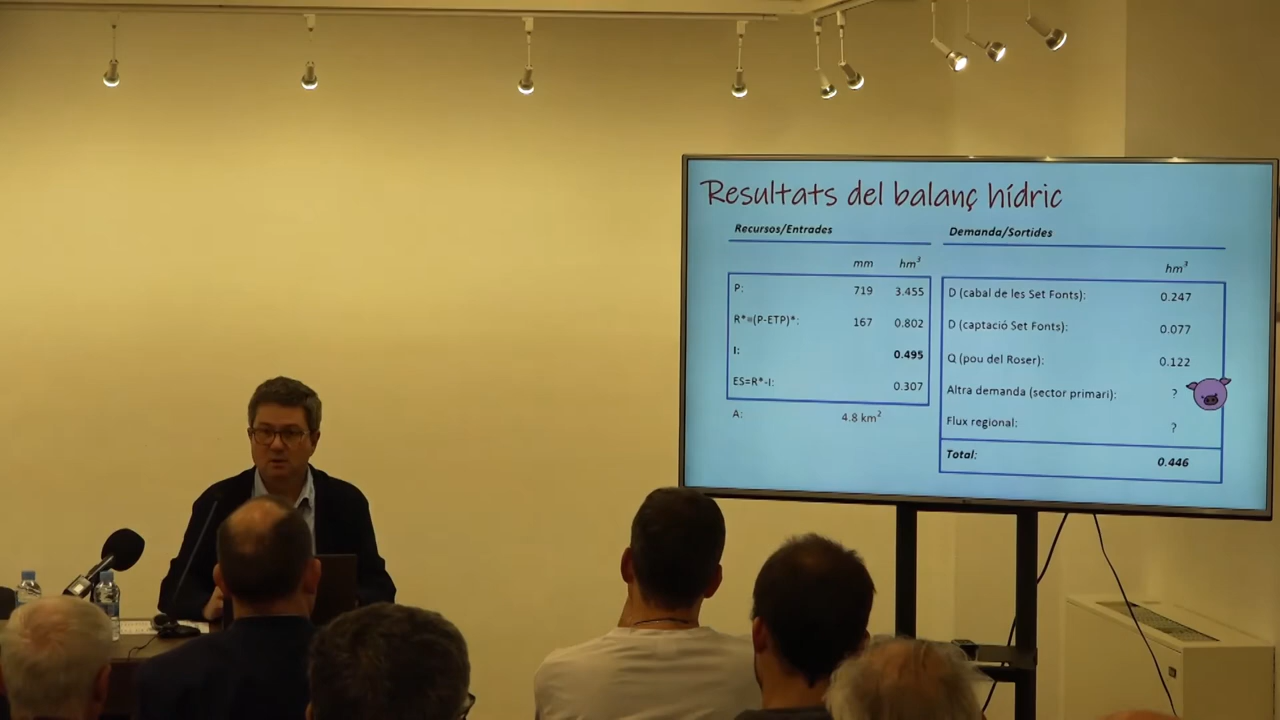 Resultats del balanç hídric
Recursos/Entrades
mm hm³
P: 719 3.455
R*=(P-ETP)*: 167 0.802
I: 0.495
ES=R*-I: 0.307
A: 4.8 km²
Demanda/Sortides
hm³
D (cabal de les Set Fonts): 0.247
D (captació Set Fonts): 0.077
Q (pou del Roser): 0.122
Altra demanda (sector primari): ?
Flux regional: ?
Total: 0.446